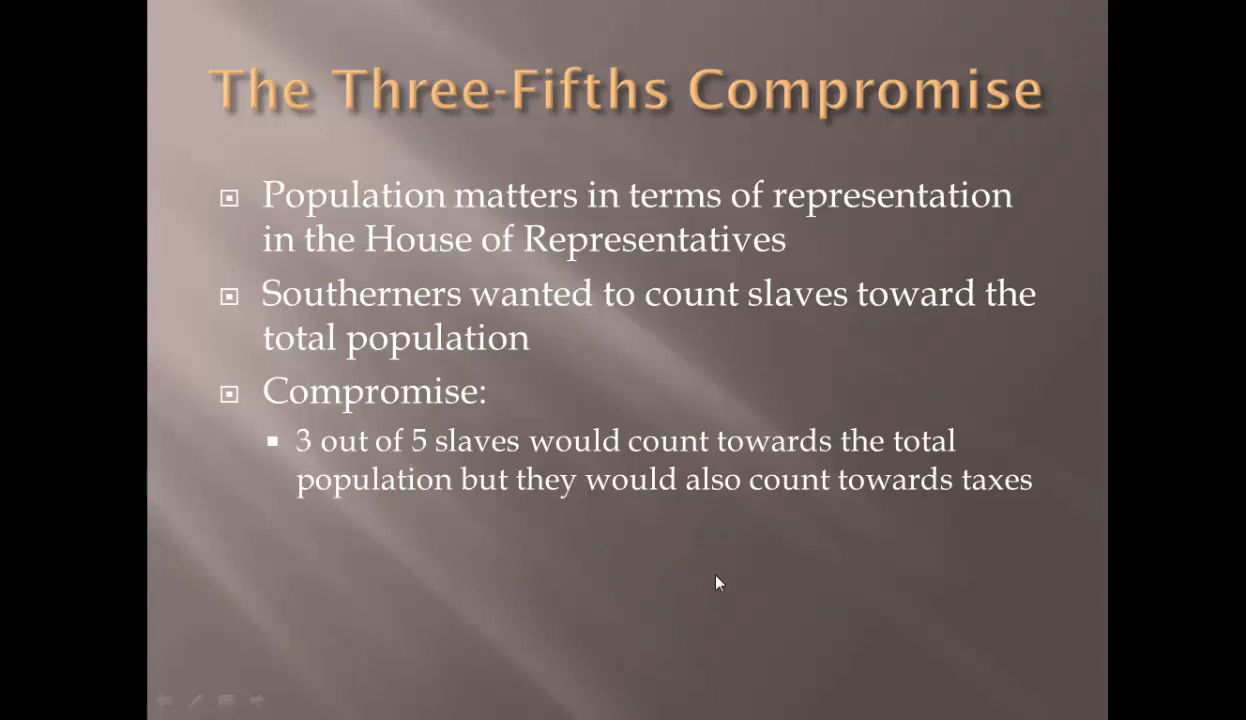 The Three-Fifths Compromise
Population matters in terms of representation
in the House of Representatives
Southerners wanted to count slaves toward the
total population
Compromise:
3 out of 5 slaves would count towards the total
population but they would also count towards taxes